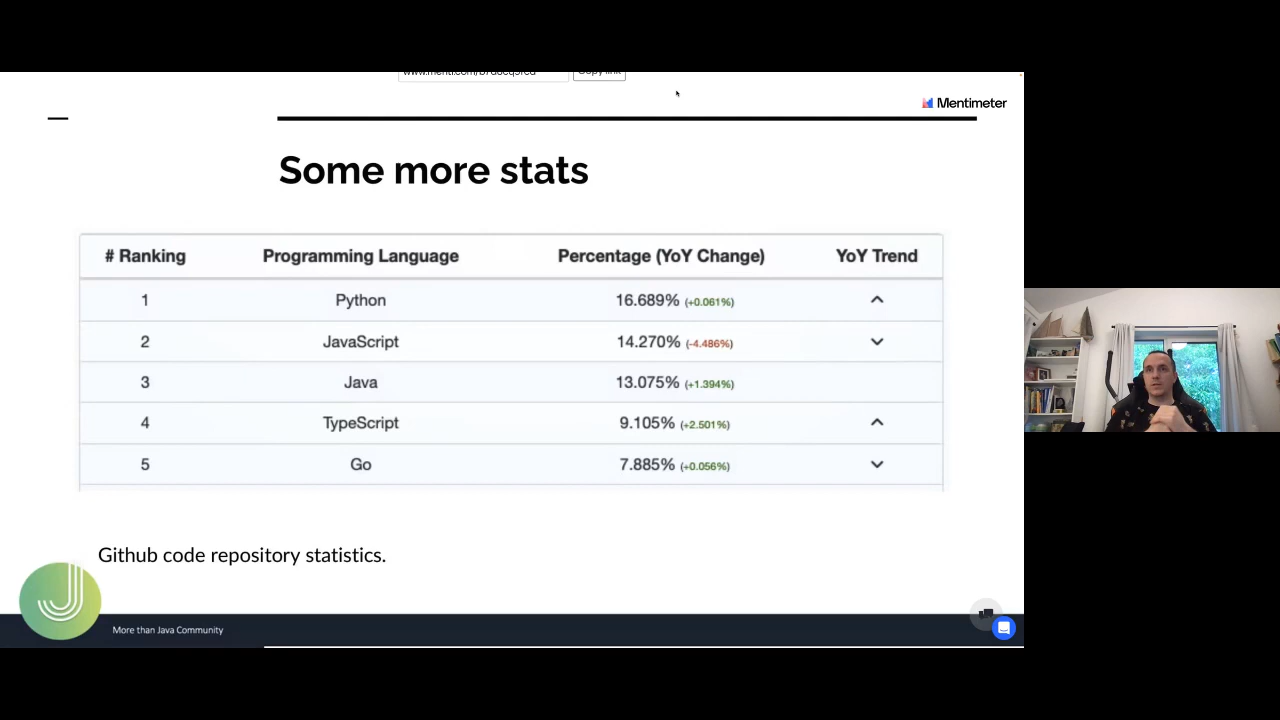 Mentimeter
Some more stats
# Ranking Programming Language Percentage (YoY Change) YoY Trend
1 Python 16.689% (+0.061%)
2 JavaScript 14.270% (-4.486%)
3 Java 13.075% (+1.394%)
4 TypeScript 9.105% (+2.501%)
5 Go 7.885% (+0.056%)
Github code repository statistics.
More than Java Community